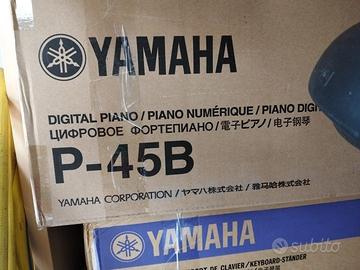 YAMAHA
DIGITAL PIANO / PIANO NUMÉRIQUE / PIANO DIGI
ЦИФРОВОЕ ФОРТЕПИАНО / 電子ピアノ / 电子钢琴
P-45B
YAMAHA CORPORATION / ヤマハ株式会社 / 雅马哈株式会社
YAMAHA
ORT DE CLAVIER / KEYBOARD-STÄNDER
subito